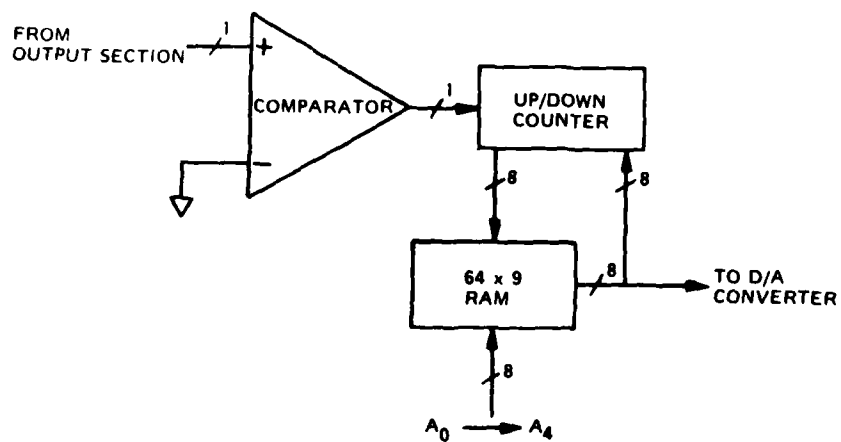 FROM
OUTPUT SECTION
1
+
COMPARATOR
−
1
UP/DOWN
COUNTER
8
8
64 x 9
RAM
8
TO D/A
CONVERTER
8
A₀ → A₄